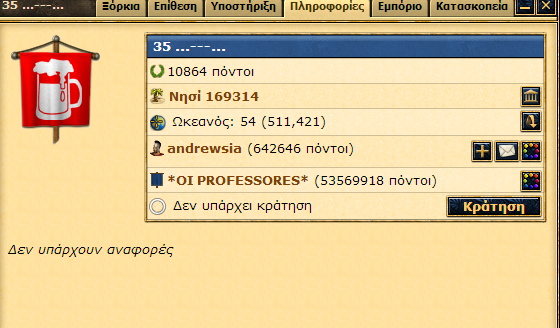 35 ...---...
Ξόρκια Επίθεση Υποστήριξη Πληροφορίες Εμπόριο Κατασκοπεία
35 ...---...
10864 πόντοι
Νησί 169314
Ωκεανός: 54 (511,421)
andrewsia (642646 πόντοι)
*OI PROFESSORES* (53569918 πόντοι)
Δεν υπάρχει κράτηση Κράτηση
Δεν υπάρχουν αναφορές